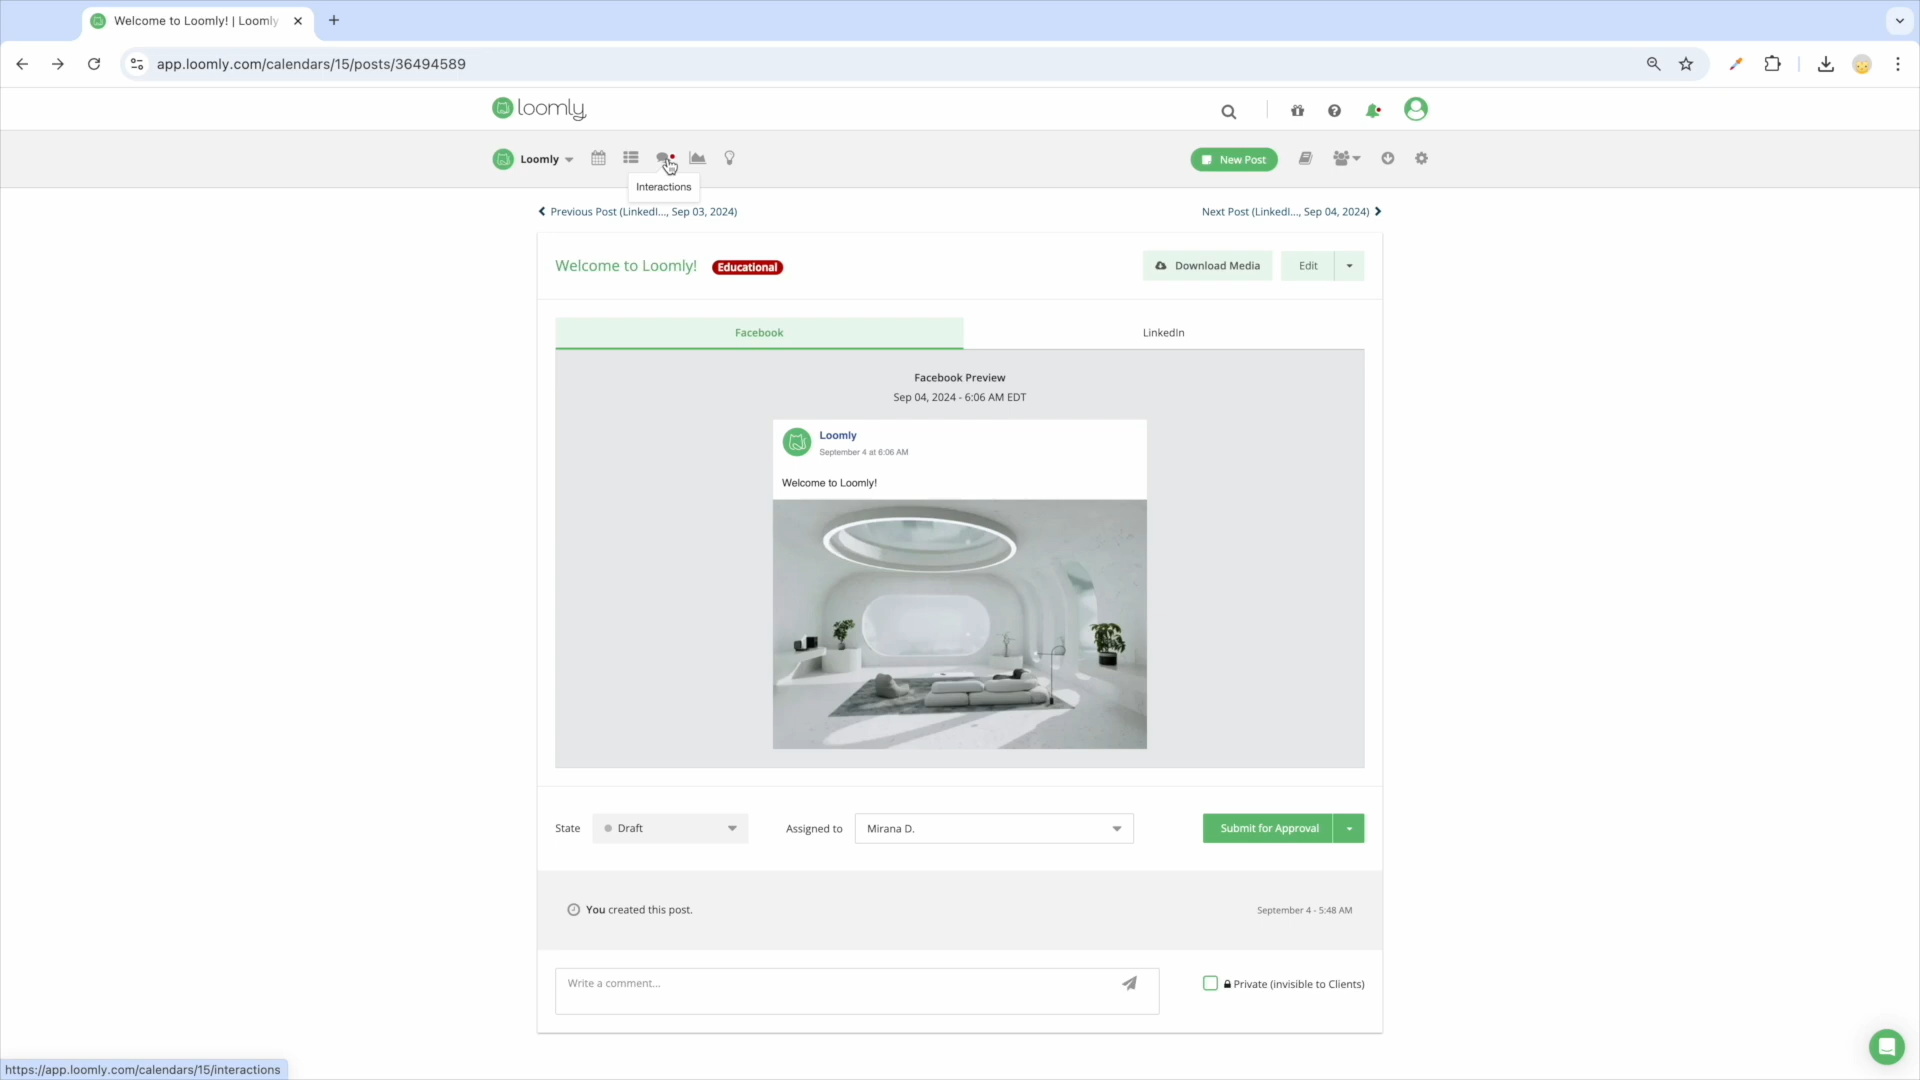 Welcome to Loomly! | Loomly
app.loomly.com/calendars/15/posts/36494589
loomly
Loomly
New Post
Interactions
Previous Post (LinkedI..., Sep 03, 2024)
Next Post (LinkedI..., Sep 04, 2024)
Welcome to Loomly!
Educational
Download Media
Edit
Facebook
LinkedIn
Facebook Preview
Sep 04, 2024 - 6:06 AM EDT
Loomly
September 4 at 6:06 AM
Welcome to Loomly!
State
Draft
Assigned to
Mirana D.
Submit for Approval
You created this post.
September 4 - 5:48 AM
Write a comment...
Private (invisible to Clients)
https://app.loomly.com/calendars/15/interactions